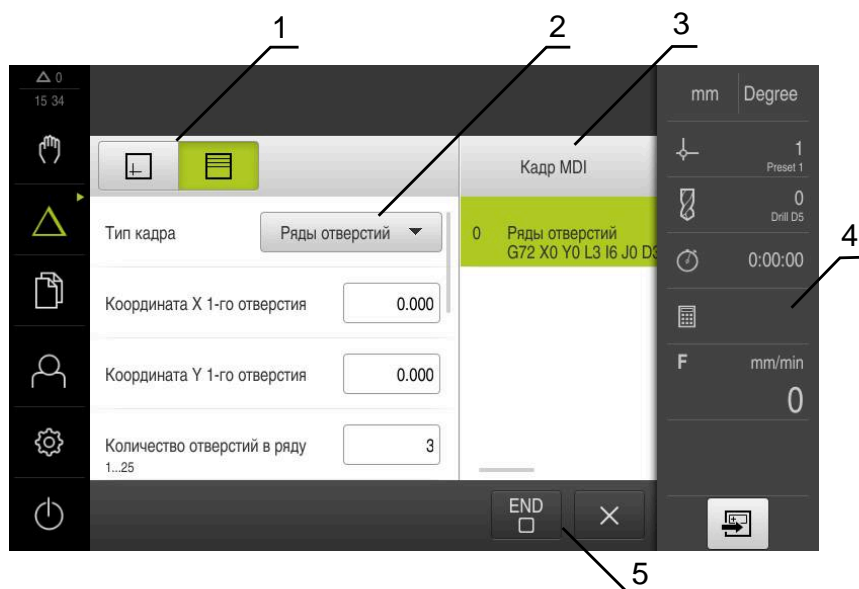 1
2
3
0
15 34
mm Degree
1
Preset 1
Кадр MDI
0
Drill D5
Тип кадра Ряды отверстий
0 Ряды отверстий
G72 X0 Y0 L3 I6 J0 D3
4
0:00:00
Координата X 1-го отверстия 0.000
F mm/min
0
Координата Y 1-го отверстия 0.000
Количество отверстий в ряду 3
1...25
END
5